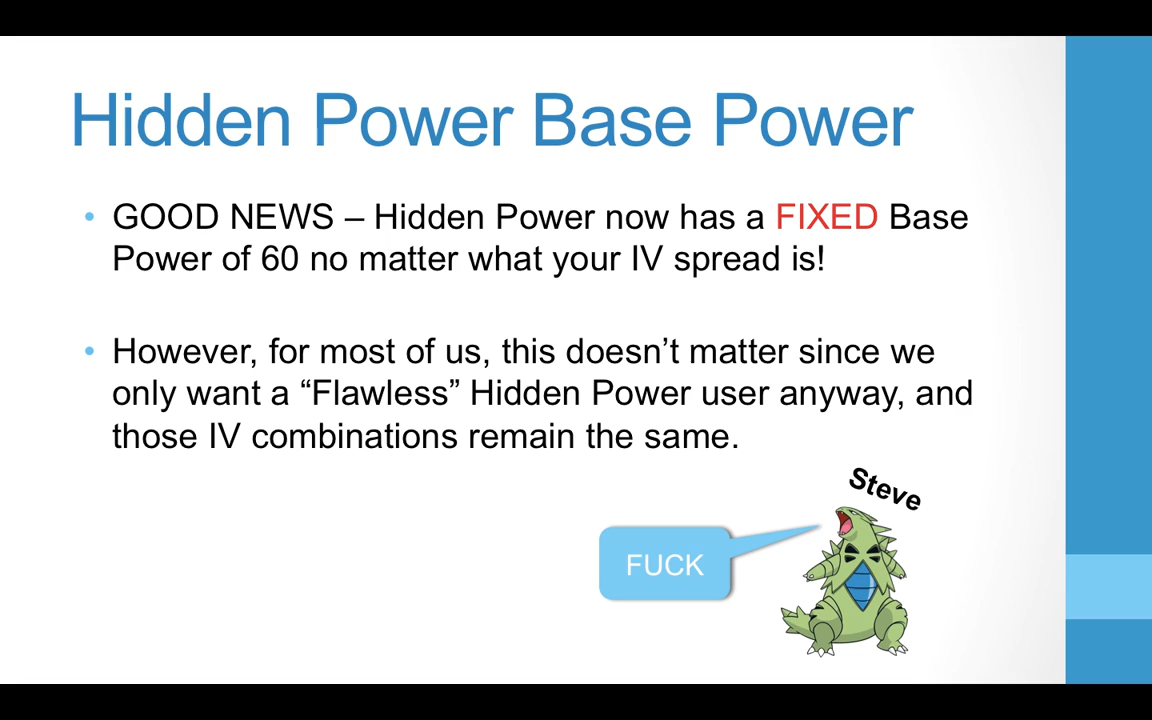 Hidden Power Base Power
• GOOD NEWS – Hidden Power now has a FIXED Base
Power of 60 no matter what your IV spread is!
• However, for most of us, this doesn’t matter since we
only want a “Flawless” Hidden Power user anyway, and
those IV combinations remain the same.
Steve
FUCK